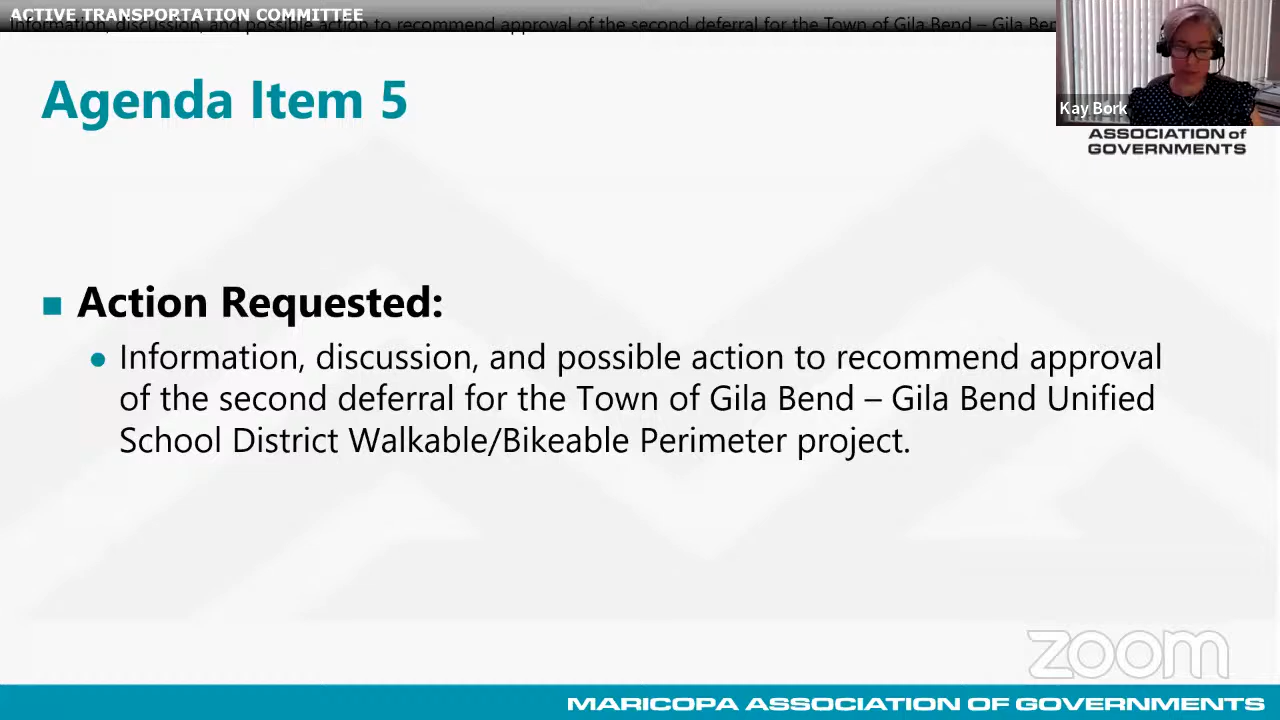 ACTIVE TRANSPORTATION COMMITTEE
Information, discussion, and possible action to recommend approval of the second deferral for the Town of Gila Bend – Gila Ben
Agenda Item 5
Kay Bork
ASSOCIATION of
GOVERNMENTS
Action Requested:
Information, discussion, and possible action to recommend approval
of the second deferral for the Town of Gila Bend – Gila Bend Unified
School District Walkable/Bikeable Perimeter project.
zoom
MARICOPA ASSOCIATION OF GOVERNMENTS